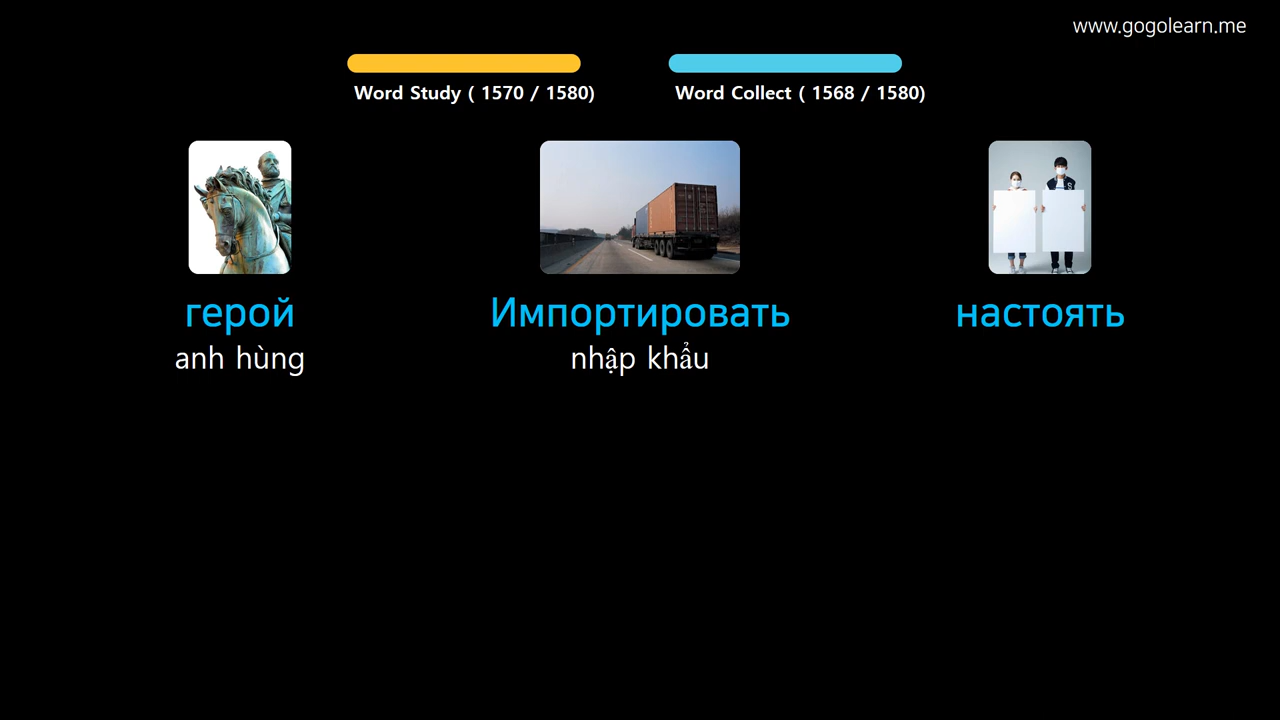 www.gogolearn.me
Word Study ( 1570 / 1580)
Word Collect ( 1568 / 1580)
герой
Импортировать
настоять
anh hùng
nhập khẩu